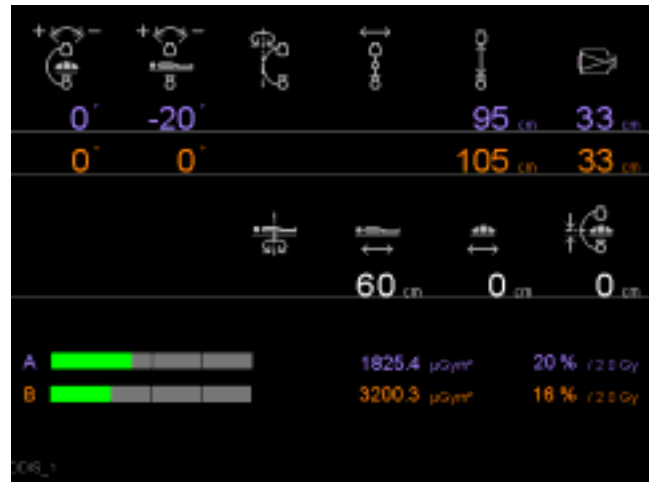 + - + -
0° -20° 95 cm 33 cm
0° 0° 105 cm 33 cm
60 cm 0 cm 0 cm
A 1825.4 µGym² 20 % / 2.0 Gy
B 3200.3 µGym² 16 % / 2.0 Gy